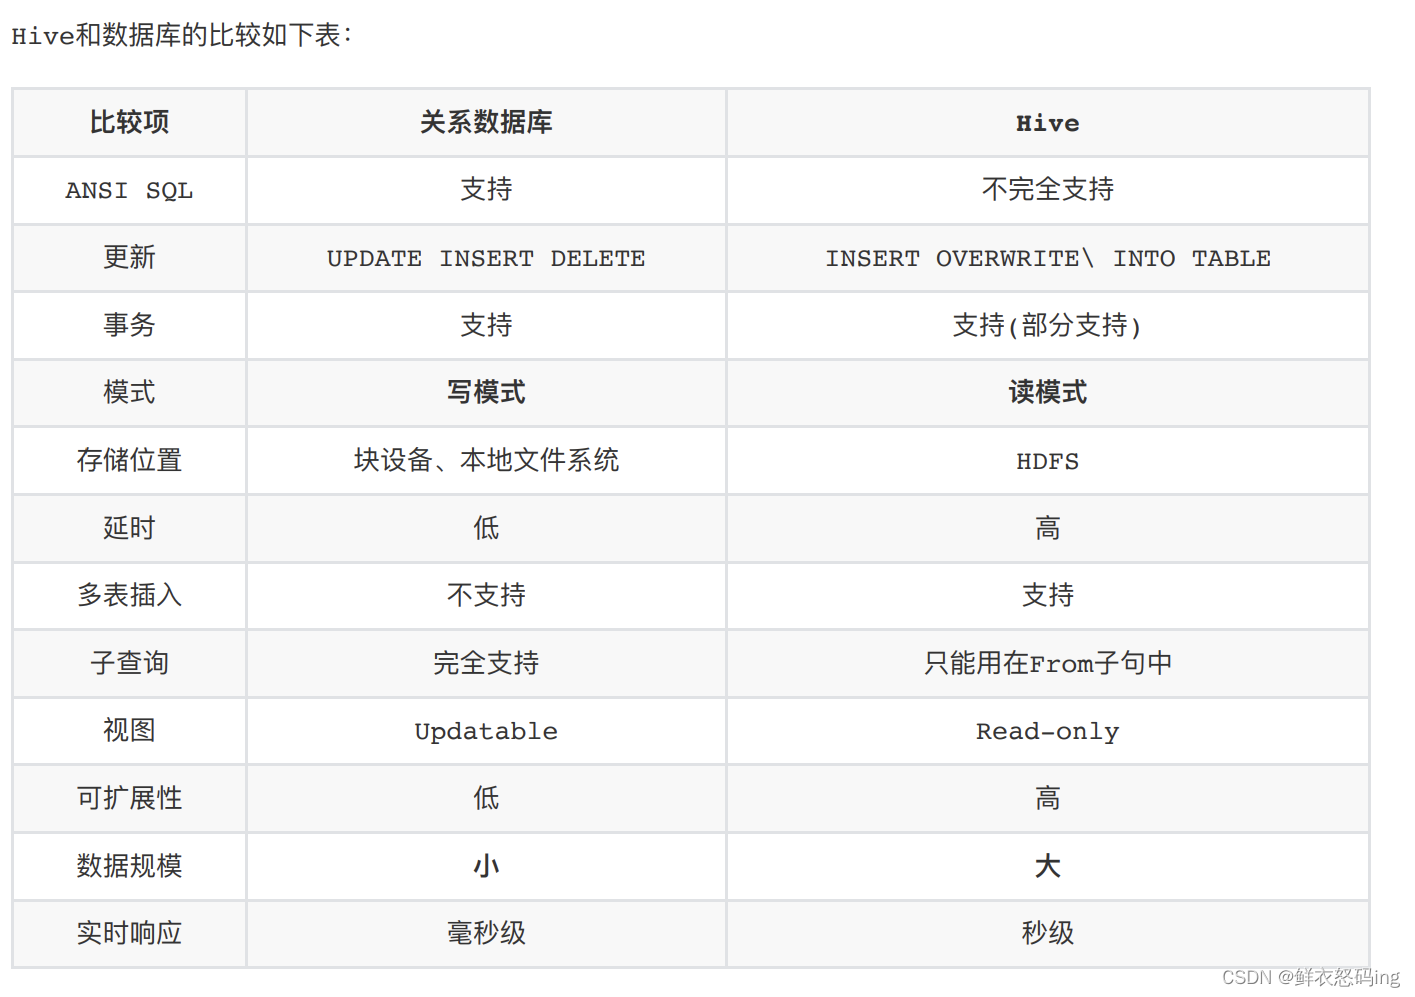 Hive和数据库的比较如下表：
比较项 关系数据库 Hive
ANSI SQL 支持 不完全支持
更新 UPDATE INSERT DELETE INSERT OVERWRITE\ INTO TABLE
事务 支持 支持(部分支持)
模式 写模式 读模式
存储位置 块设备、本地文件系统 HDFS
延时 低 高
多表插入 不支持 支持
子查询 完全支持 只能用在From子句中
视图 Updatable Read-only
可扩展性 低 高
数据规模 小 大
实时响应 毫秒级 秒级
CSDN @鲜衣怒码ing